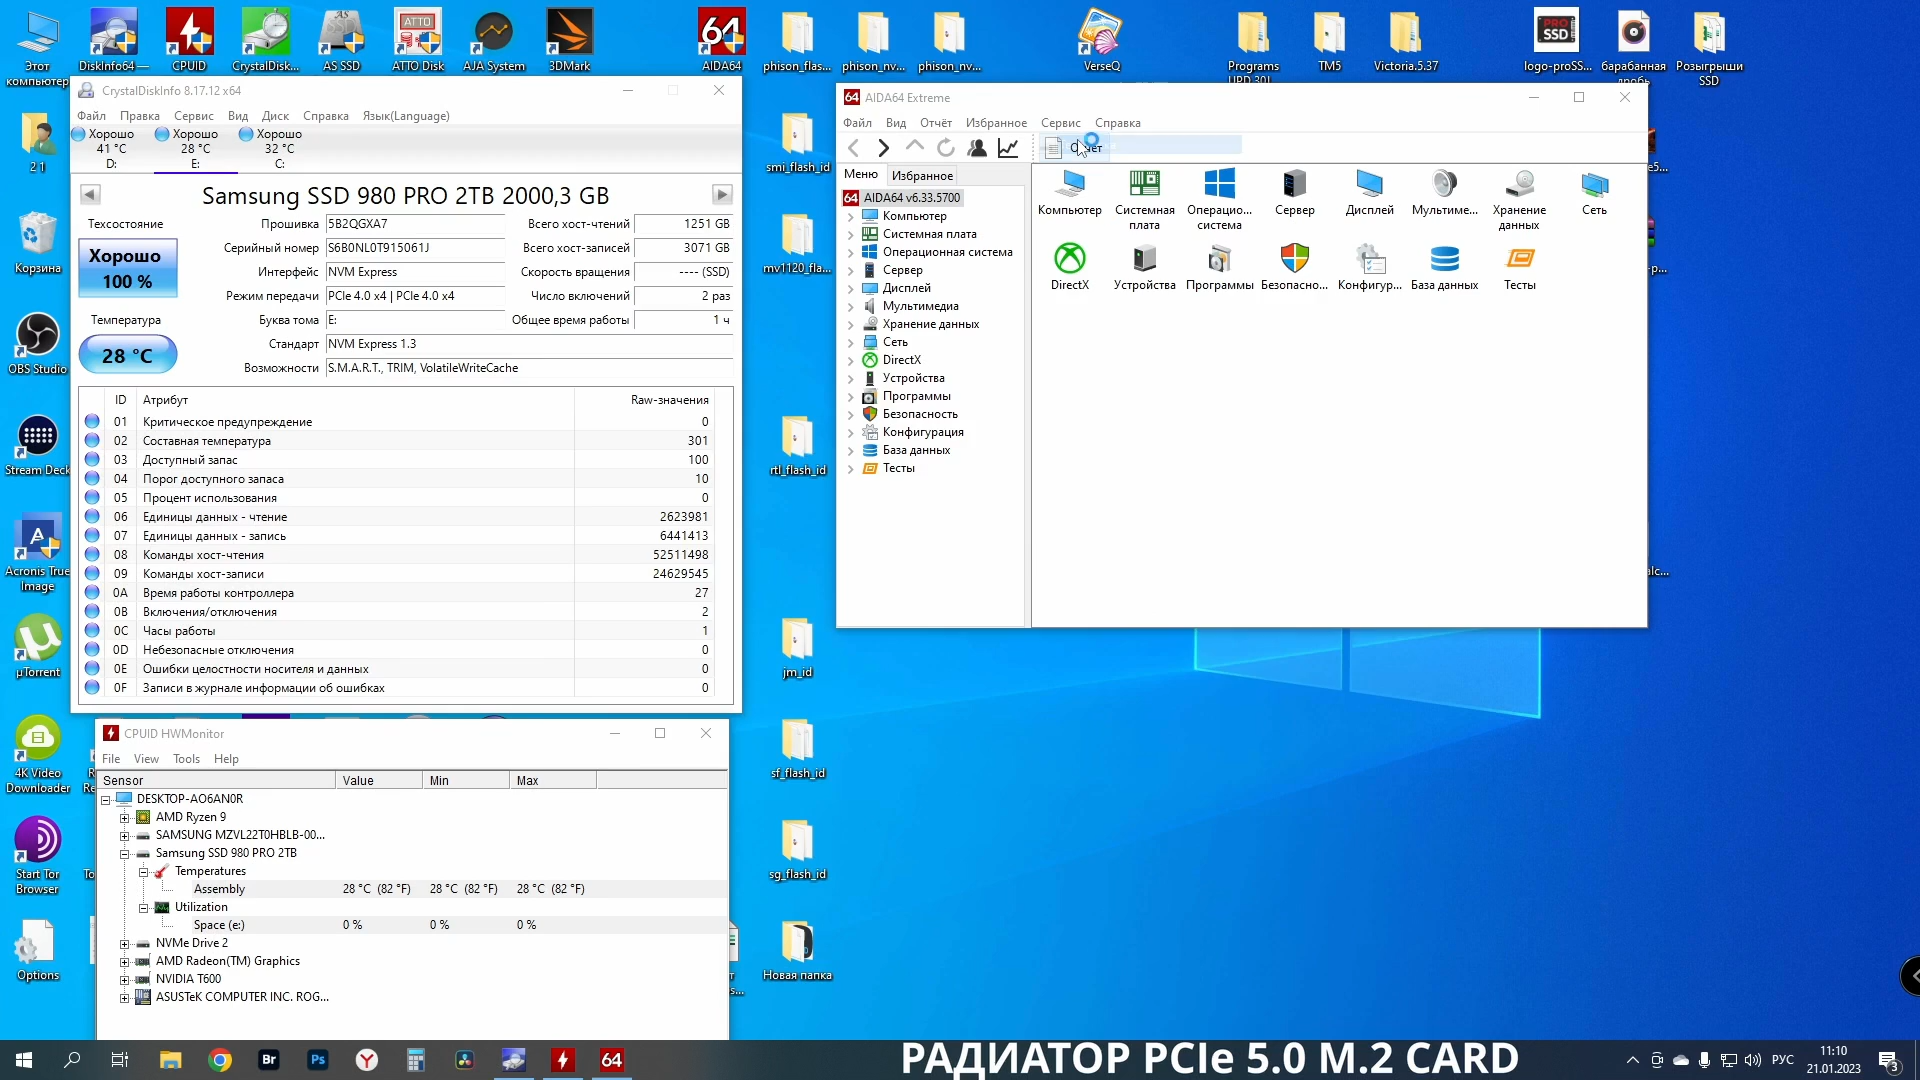 Этот компьютер
DiskInfo64 —
CPUID
CrystalDisk...
AS SSD
ATTO Disk
AJA System
3DMark
AIDA64
phison_flas...
phison_nv...
phison_nv...
VerseQ
Programs
TM5
Victoria.5.37
logo-proSS...
барабанная дробь
Розыгрыши SSD
2 1
Корзина
OBS Studio
Stream Deck
Acronis True Image
µTorrent
4K Video Downloader
Start Tor Browser
Options
smi_flash_id
mv1120_fla...
rtl_flash_id
jm_id
sf_flash_id
sg_flash_id
Новая папка
CrystalDiskInfo 8.17.12 x64
Файл Правка Сервис Вид Диск Справка Язык(Language)
Хорошо Хорошо Хорошо
41 °C 28 °C 32 °C
D: E: C:
Samsung SSD 980 PRO 2TB 2000,3 GB
Техсостояние
Хорошо
100 %
Температура
28 °C
Прошивка 5B2QGXA7 Всего хост-чтений 1251 GB
Серийный номер S6B0NL0T915061J Всего хост-записей 3071 GB
Интерфейс NVM Express Скорость вращения ---- (SSD)
Режим передачи PCIe 4.0 x4 | PCIe 4.0 x4 Число включений 2 раз
Буква тома E: Общее время работы 1 ч
Стандарт NVM Express 1.3
Возможности S.M.A.R.T., TRIM, VolatileWriteCache
ID Атрибут Raw-значения
01 Критическое предупреждение 0
02 Составная температура 301
03 Доступный запас 100
04 Порог доступного запаса 10
05 Процент использования 0
06 Единицы данных - чтение 2623981
07 Единицы данных - запись 6441413
08 Команды хост-чтения 52511498
09 Команды хост-записи 24629545
0A Время работы контроллера 27
0B Включения/отключения 2
0C Часы работы 1
0D Небезопасные отключения 0
0E Ошибки целостности носителя и данных 0
0F Записи в журнале информации об ошибках 0
CPUID HWMonitor
File View Tools Help
Sensor Value Min Max
DESKTOP-AO6AN0R
AMD Ryzen 9
SAMSUNG MZVL22T0HBLB-00...
Samsung SSD 980 PRO 2TB
Temperatures
Assembly 28 °C (82 °F) 28 °C (82 °F) 28 °C (82 °F)
Utilization
Space (e:) 0 % 0 % 0 %
NVMe Drive 2
AMD Radeon(TM) Graphics
NVIDIA T600
ASUSTeK COMPUTER INC. ROG...
64 AIDA64 Extreme
Файл Вид Отчёт Избранное Сервис Справка
Меню Избранное
64 AIDA64 v6.33.5700
Компьютер
Системная плата
Операционная система
Сервер
Дисплей
Мультимедиа
Хранение данных
Сеть
DirectX
Устройства
Программы
Безопасность
Конфигурация
База данных
Тесты
Компьютер
Системная плата
Операцио... система
Сервер
Дисплей
Мультиме...
Хранение данных
Сеть
DirectX
Устройства
Программы
Безопасно...
Конфигур...
База данных
Тесты
РАДИАТОР PCIe 5.0 M.2 CARD
РУС
11:10
21.01.2023
3